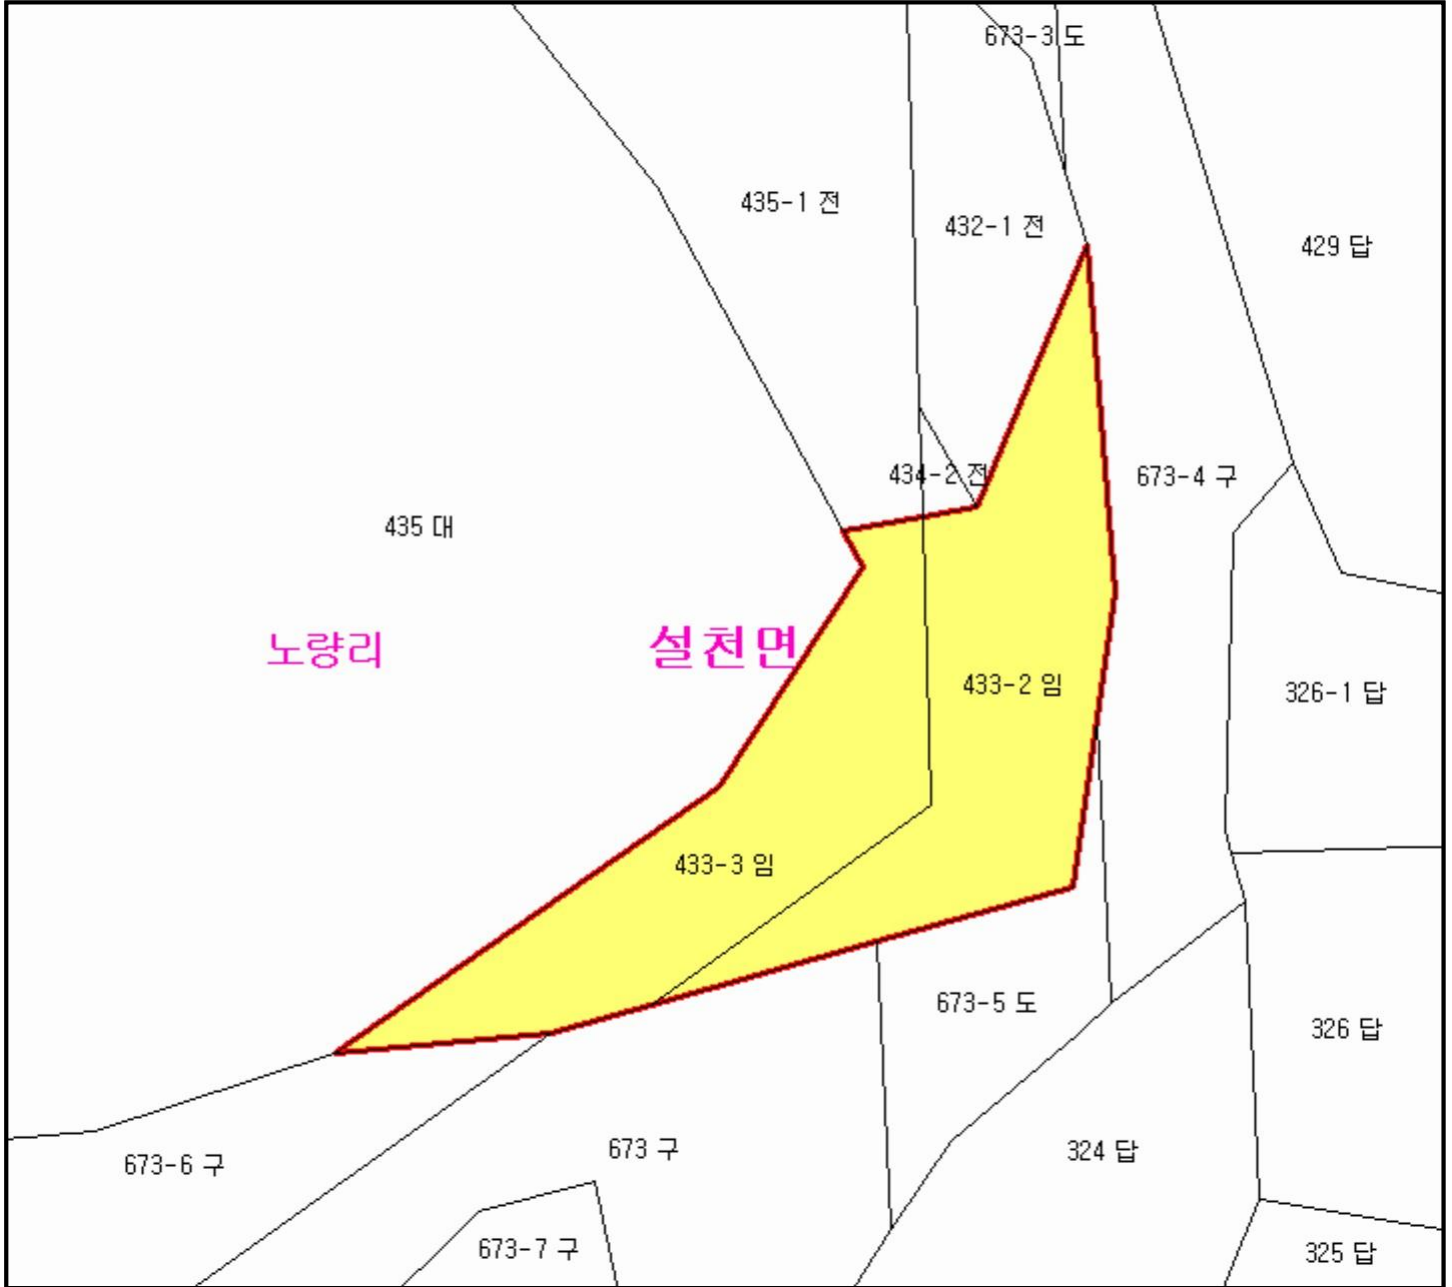 673-3 도
435-1 전
432-1 전
429 답
434-2 전
673-4 구
435 대
노량리
설천면
433-2 임
326-1 답
433-3 임
673-5 도
326 답
673-6 구
673 구
324 답
673-7 구
325 답